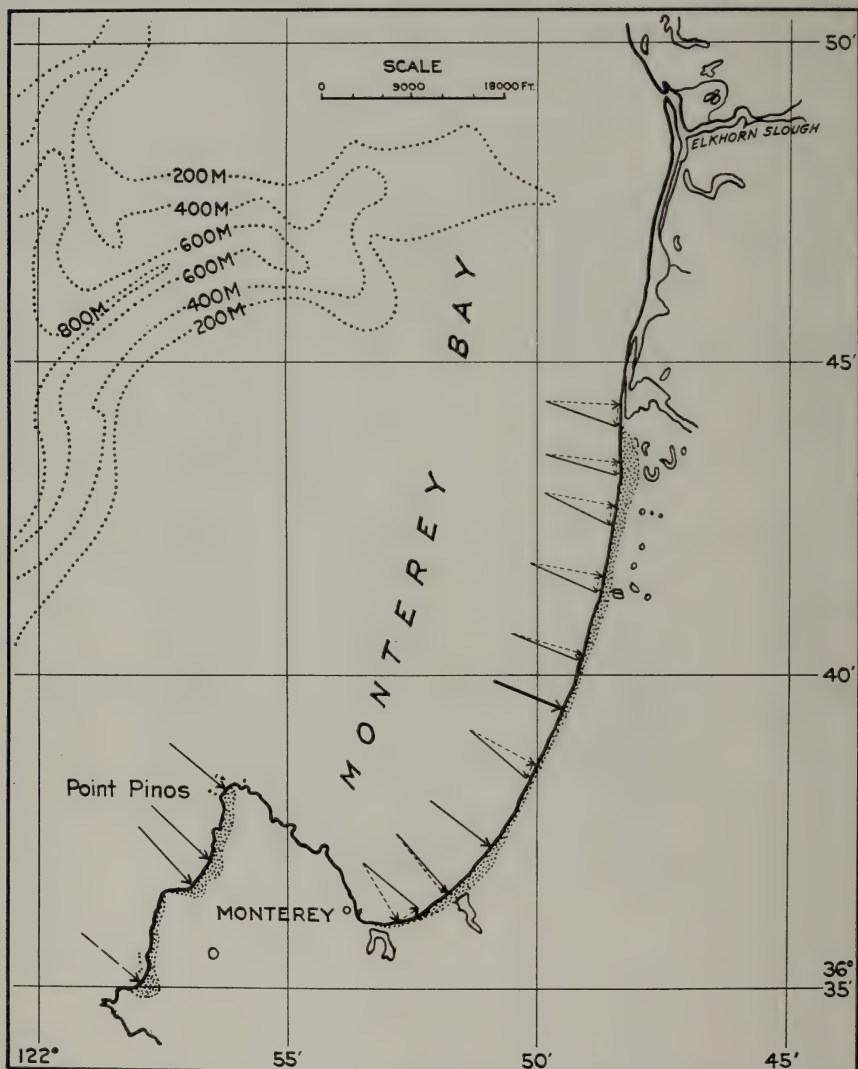 50'
SCALE
0 9000 18000 FT.
ELKHORN SLOUGH
200M
400M
600M
600M
800M
400M
200M
45'
MONTEREY BAY
40'
Point Pinos
MONTEREY
36°
35'
122° 55' 50' 45'